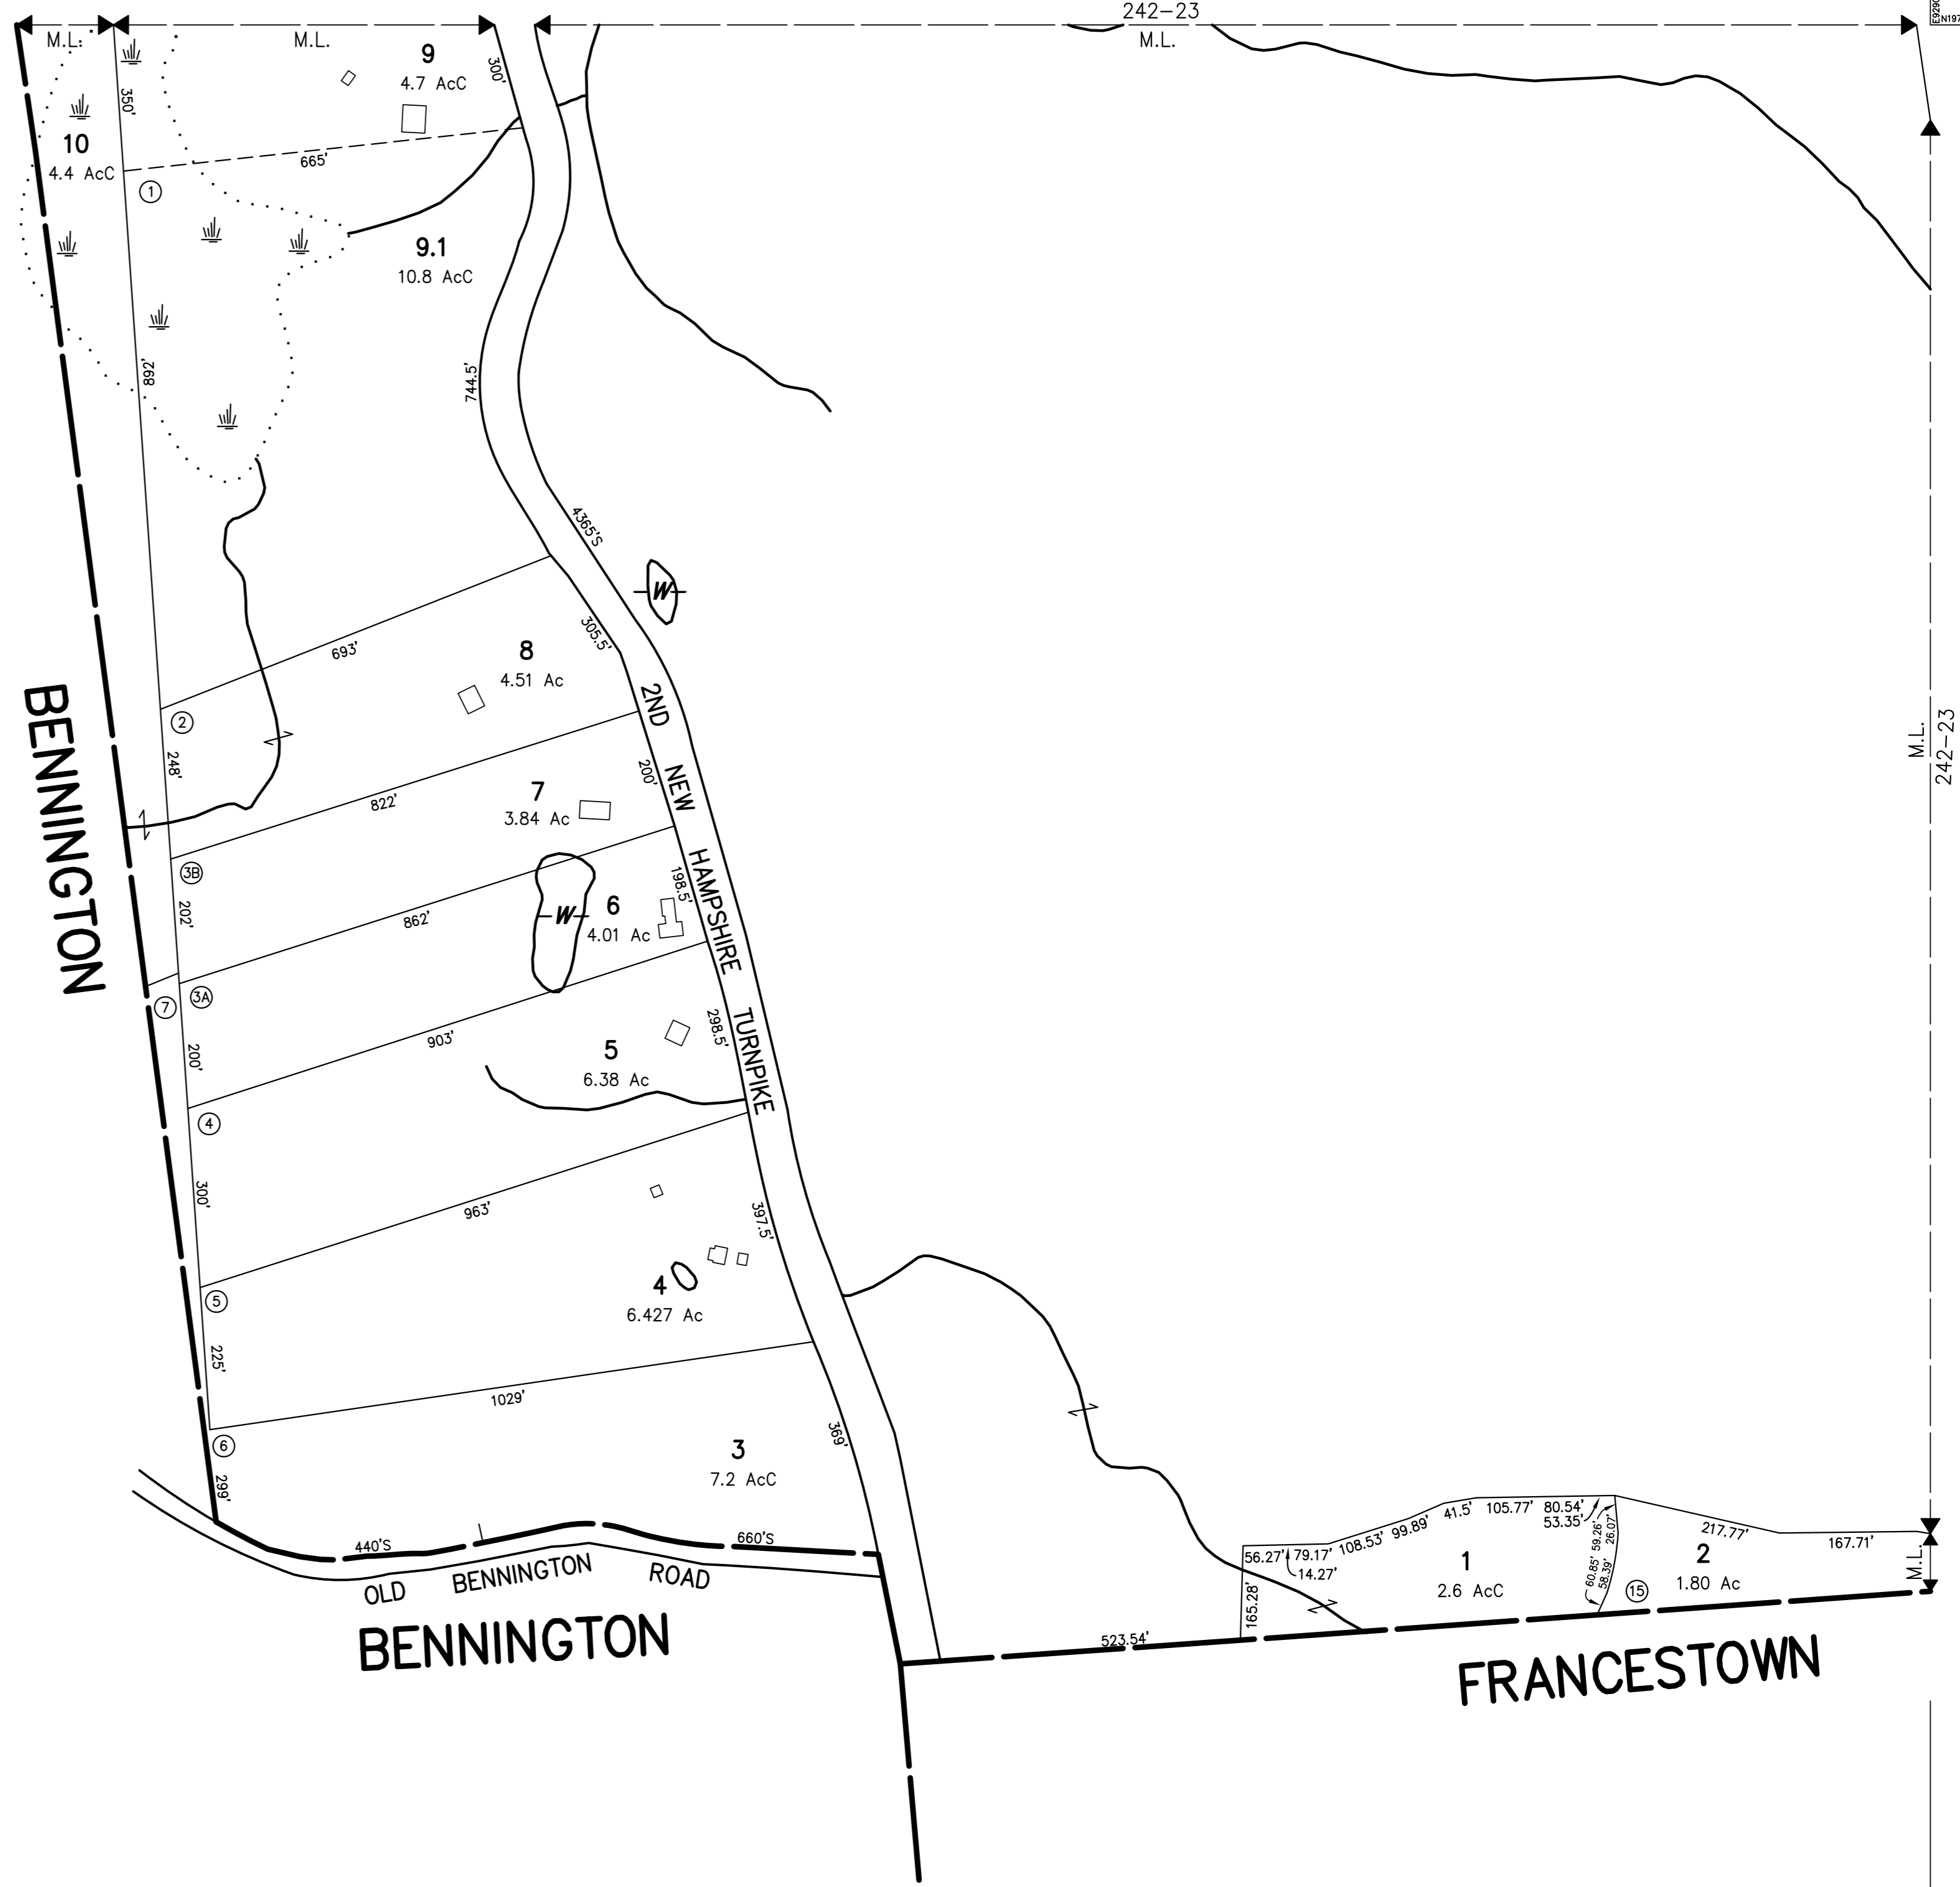 242-23
E9290
N197
M.L.
M.L.
M.L.
9
4.7 AcC
300'
350'
10
4.4 AcC
665'
1
9.1
10.8 AcC
892'
744.5'
4365'S
W
305.5'
693'
8
4.51 Ac
2
248'
2ND NEW HAMPSHIRE TURNPIKE
200'
7
3.84 Ac
822'
3B
202'
198.5'
W
6
4.01 Ac
862'
3A
7
200'
298.5'
903'
5
6.38 Ac
4
300'
397.5'
963'
4
6.427 Ac
5
225'
1029'
369'
3
7.2 AcC
6
299'
440'S
660'S
OLD BENNINGTON ROAD
BENNINGTON
BENNINGTON
M.L.
242-23
56.27'
79.17'
14.27'
108.53'
99.89'
41.5'
105.77'
80.54'
53.35'
165.28'
60.85'
59.26'
58.39'
26.07'
217.77'
167.71'
1
2.6 AcC
15
2
1.80 Ac
M.L.
523.54'
FRANCESTOWN